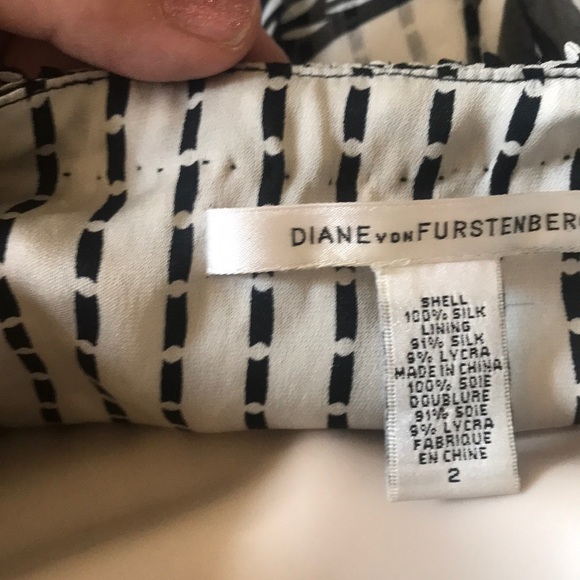 DIANE VON FURSTENBERG
SHELL
100% SILK
LINING
91% SILK
9% LYCRA
MADE IN CHINA
100% SOIE
DOUBLURE
91% SOIE
9% LYCRA
FABRIQUE
EN CHINE
2